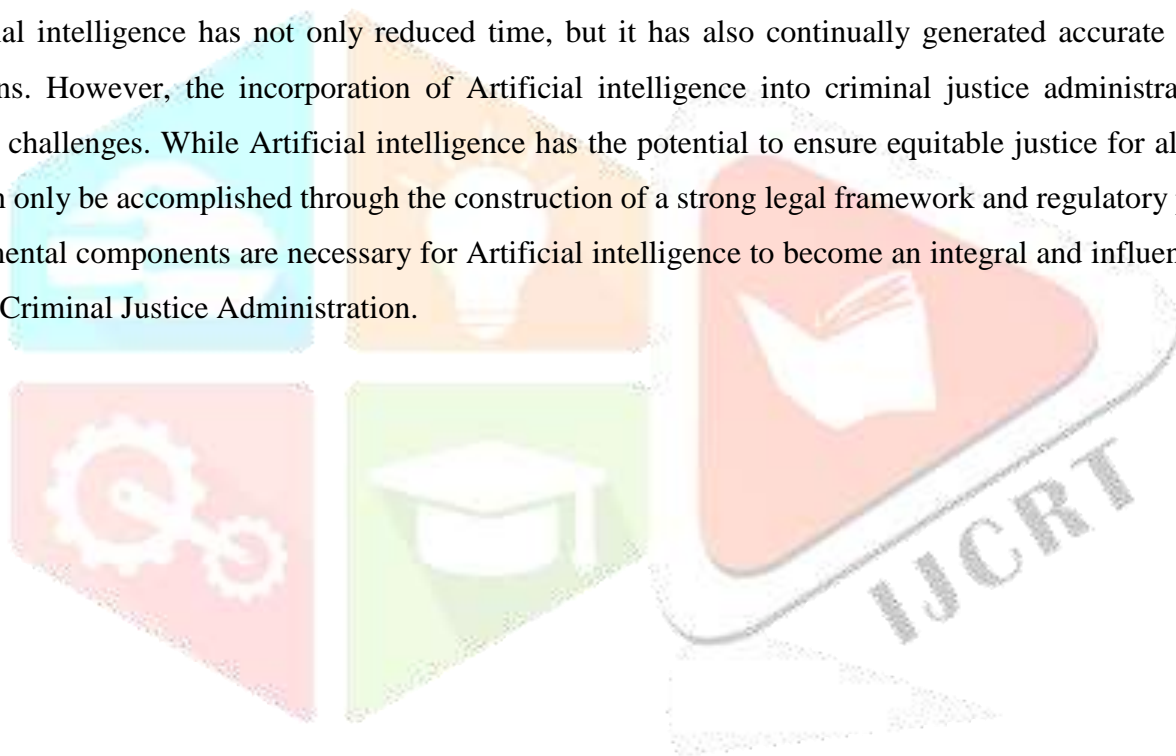 ial intelligence has not only reduced time, but it has also continually generated accurate
ns. However, the incorporation of Artificial intelligence into criminal justice administra
challenges. While Artificial intelligence has the potential to ensure equitable justice for al
n only be accomplished through the construction of a strong legal framework and regulatory
mental components are necessary for Artificial intelligence to become an integral and influen
Criminal Justice Administration.
IJCRT